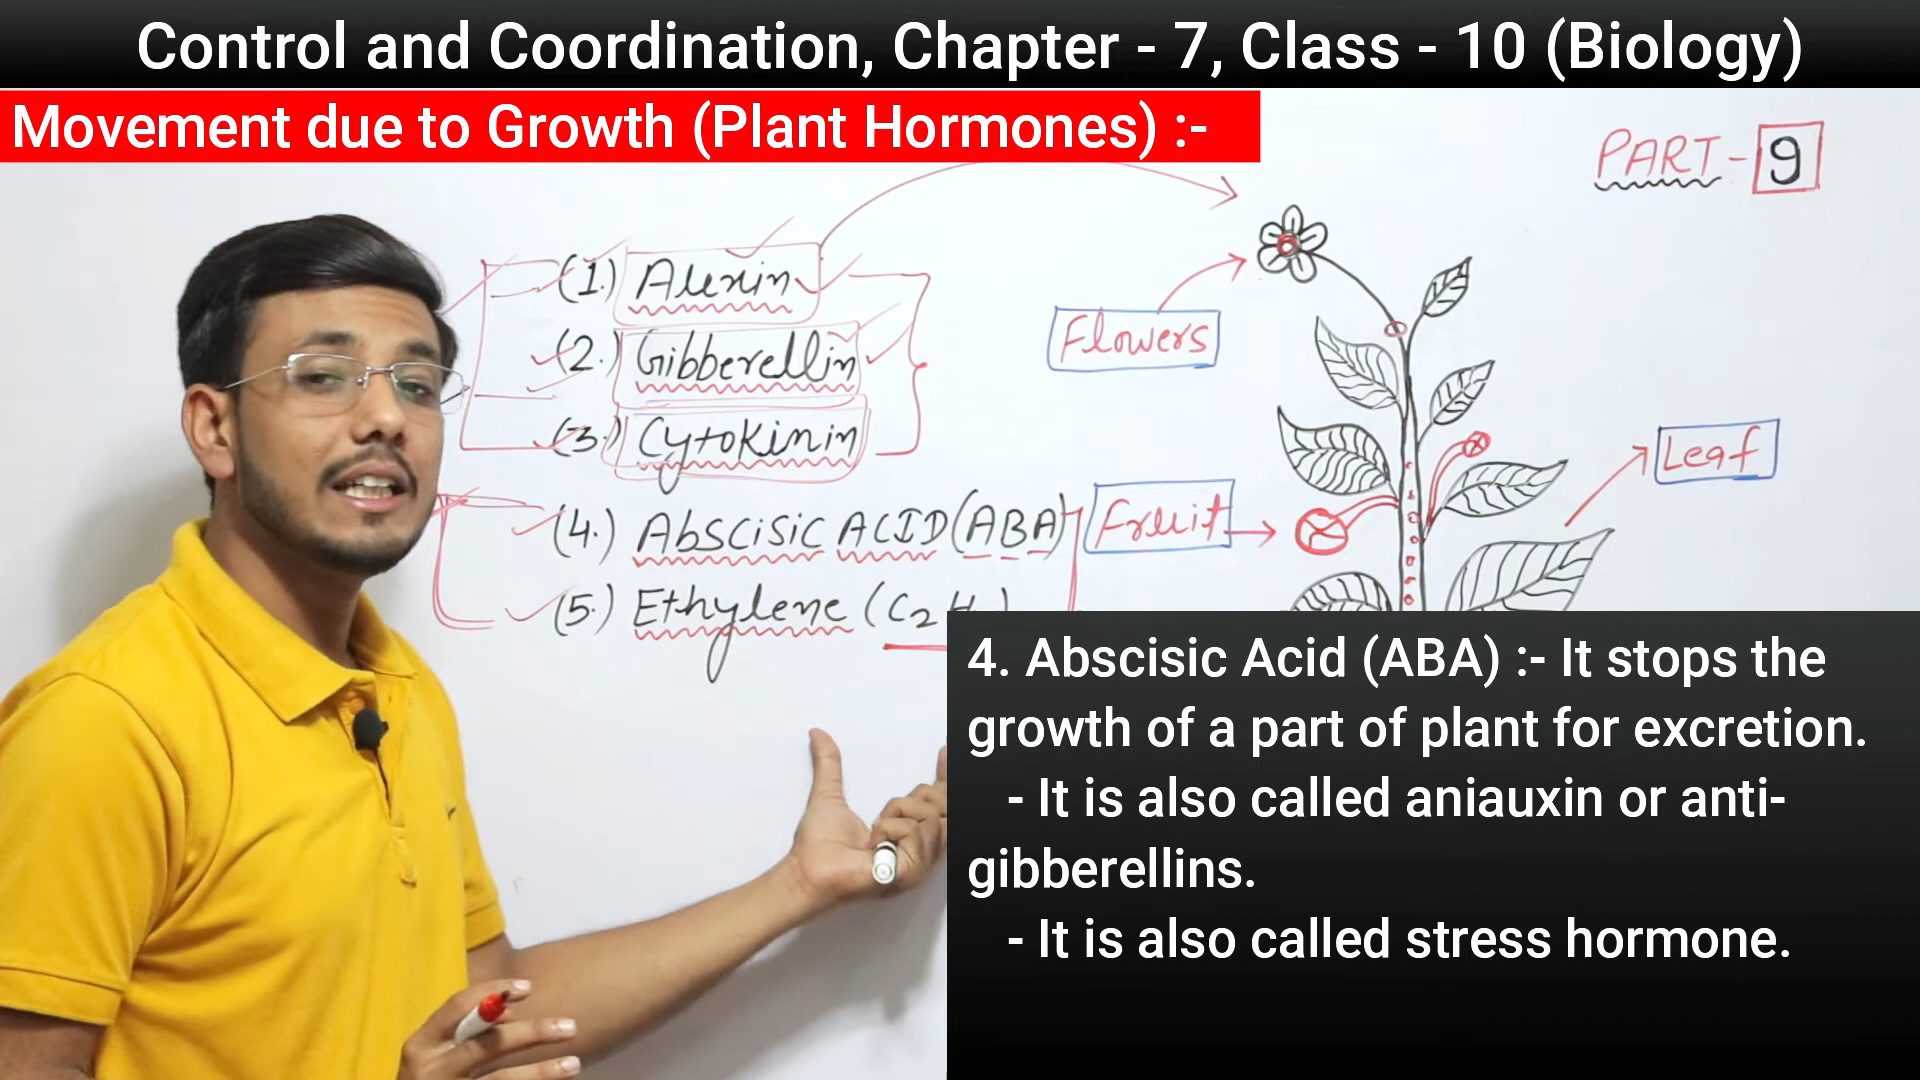 Control and Coordination, Chapter - 7, Class - 10 (Biology)
Movement due to Growth (Plant Hormones) :-
PART - 9
(1.) Auxin
(2.) Gibberellin
(3.) Cytokinin
(4.) Abscisic ACID (ABA)
(5.) Ethylene (C2H
Flowers
Leaf
Fruit
4. Abscisic Acid (ABA) :- It stops the
growth of a part of plant for excretion.
- It is also called aniauxin or anti-
gibberellins.
- It is also called stress hormone.